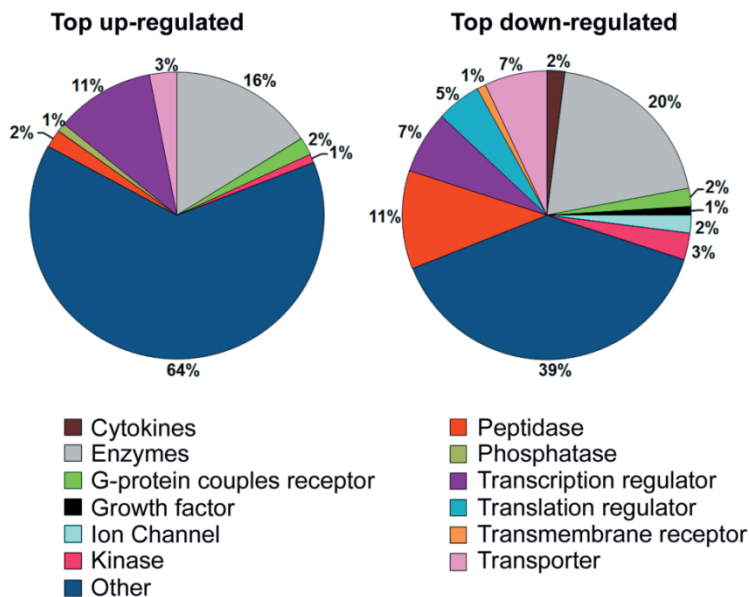 Top up-regulated
Top down-regulated
3%
16%
2%
1%
64%
2%
1%
11%
2%
20%
2%
1%
2%
3%
39%
11%
7%
5%
1%
7%
Cytokines
Enzymes
G-protein couples receptor
Growth factor
Ion Channel
Kinase
Other
Peptidase
Phosphatase
Transcription regulator
Translation regulator
Transmembrane receptor
Transporter